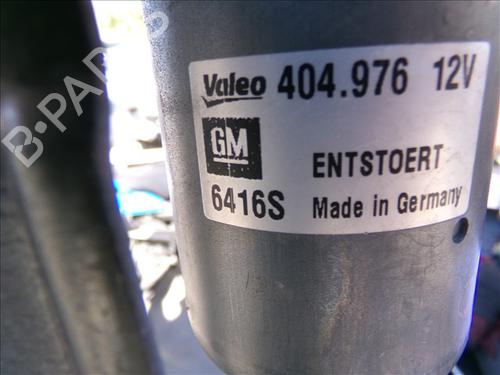 Valeo 404.976 12V
GM
ENTSTOERT
6416S Made in Germany
B-PARTS